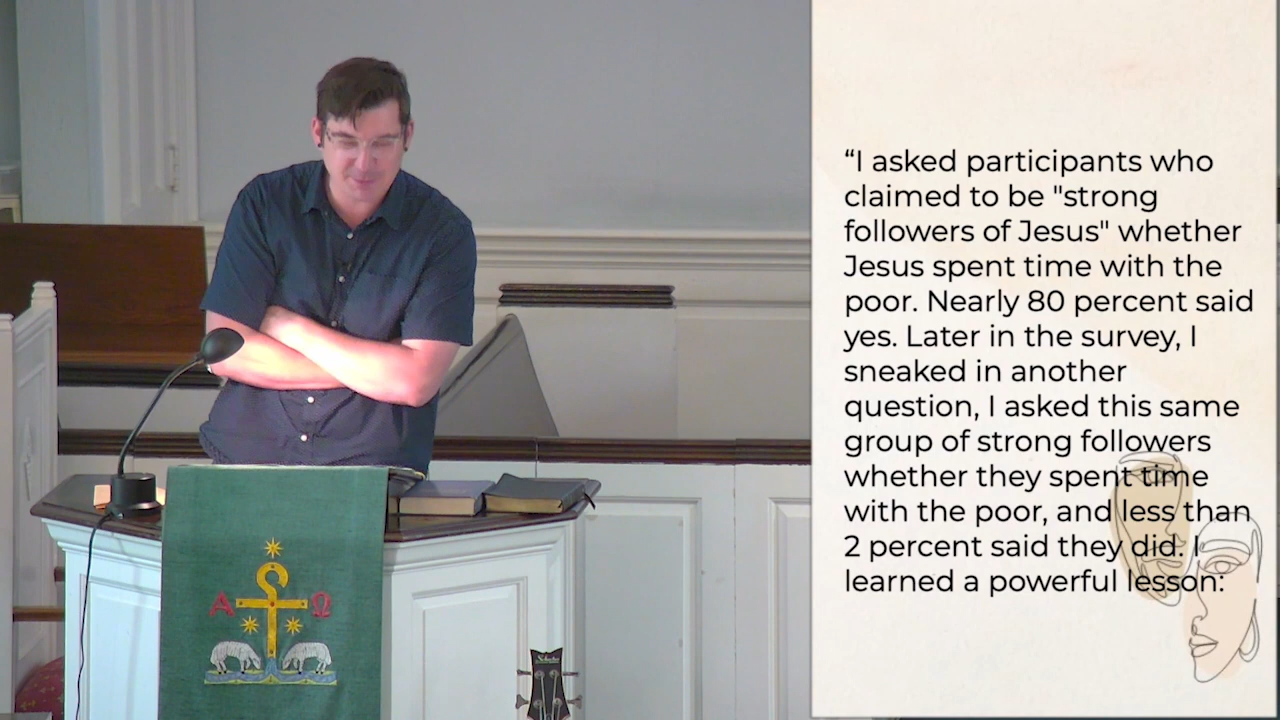 “I asked participants who
claimed to be "strong
followers of Jesus" whether
Jesus spent time with the
poor. Nearly 80 percent said
yes. Later in the survey, I
sneaked in another
question, I asked this same
group of strong followers
whether they spent time
with the poor, and less than
2 percent said they did. I
learned a powerful lesson:
Α Ω